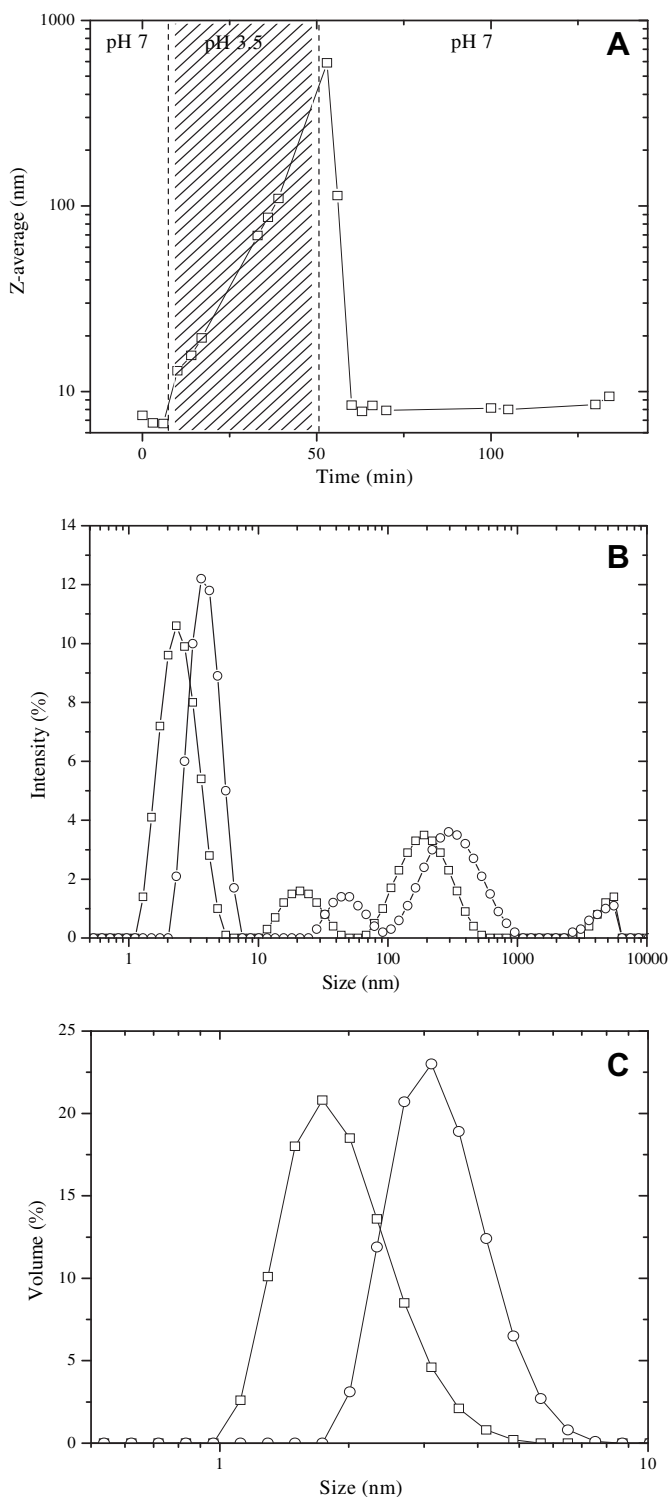 A
pH 7 pH 3.5 pH 7
1000
100
10
Z-average (nm)
0 50 100
Time (min)
B
14
12
10
8
6
4
2
0
Intensity (%)
1 10 100 1000 10000
Size (nm)
C
25
20
15
10
5
0
Volume (%)
1 10
Size (nm)